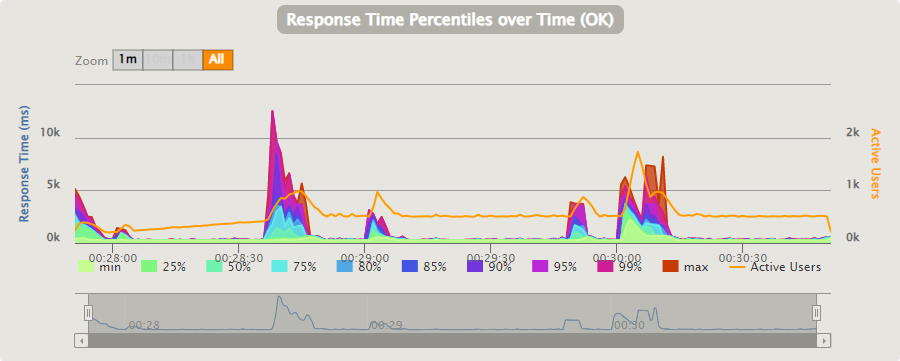 Response Time Percentiles over Time (OK)
Zoom 1m 10m 1h All
Response Time (ms)
10k
5k
0k
2k
1k
0k
Active Users
00:28:00 00:28:30 00:29:00 00:29:30 00:30:00 00:30:30
min 25% 50% 75% 80% 85% 90% 95% 99% max Active Users
00:28 00:29 00:30